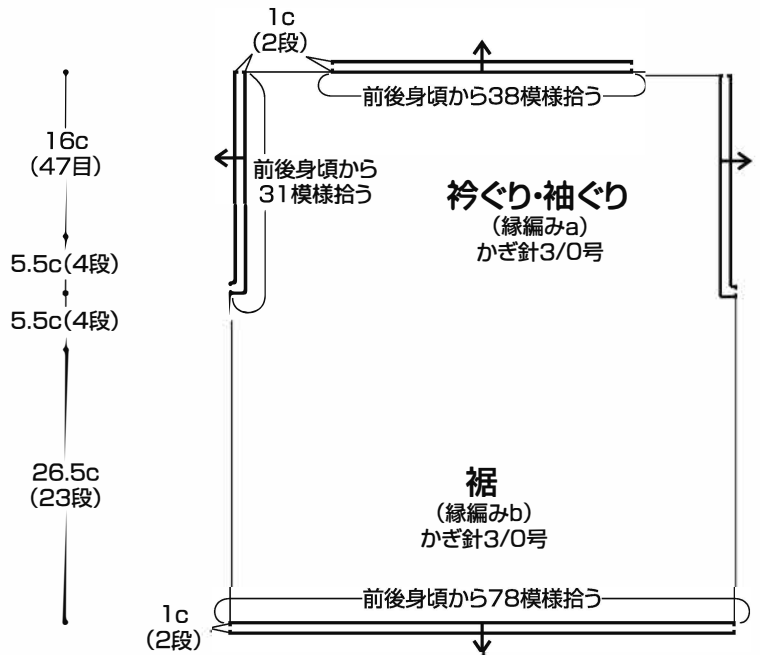 1c
(2段)
前後身頃から38模様拾う
16c
(47目)
前後身頃から
31模様拾う
衿ぐり・袖ぐり
(縁編みa)
かぎ針3/0号
5.5c(4段)
5.5c(4段)
26.5c
(23段)
裾
(縁編みb)
かぎ針3/0号
前後身頃から78模様拾う
1c
(2段)